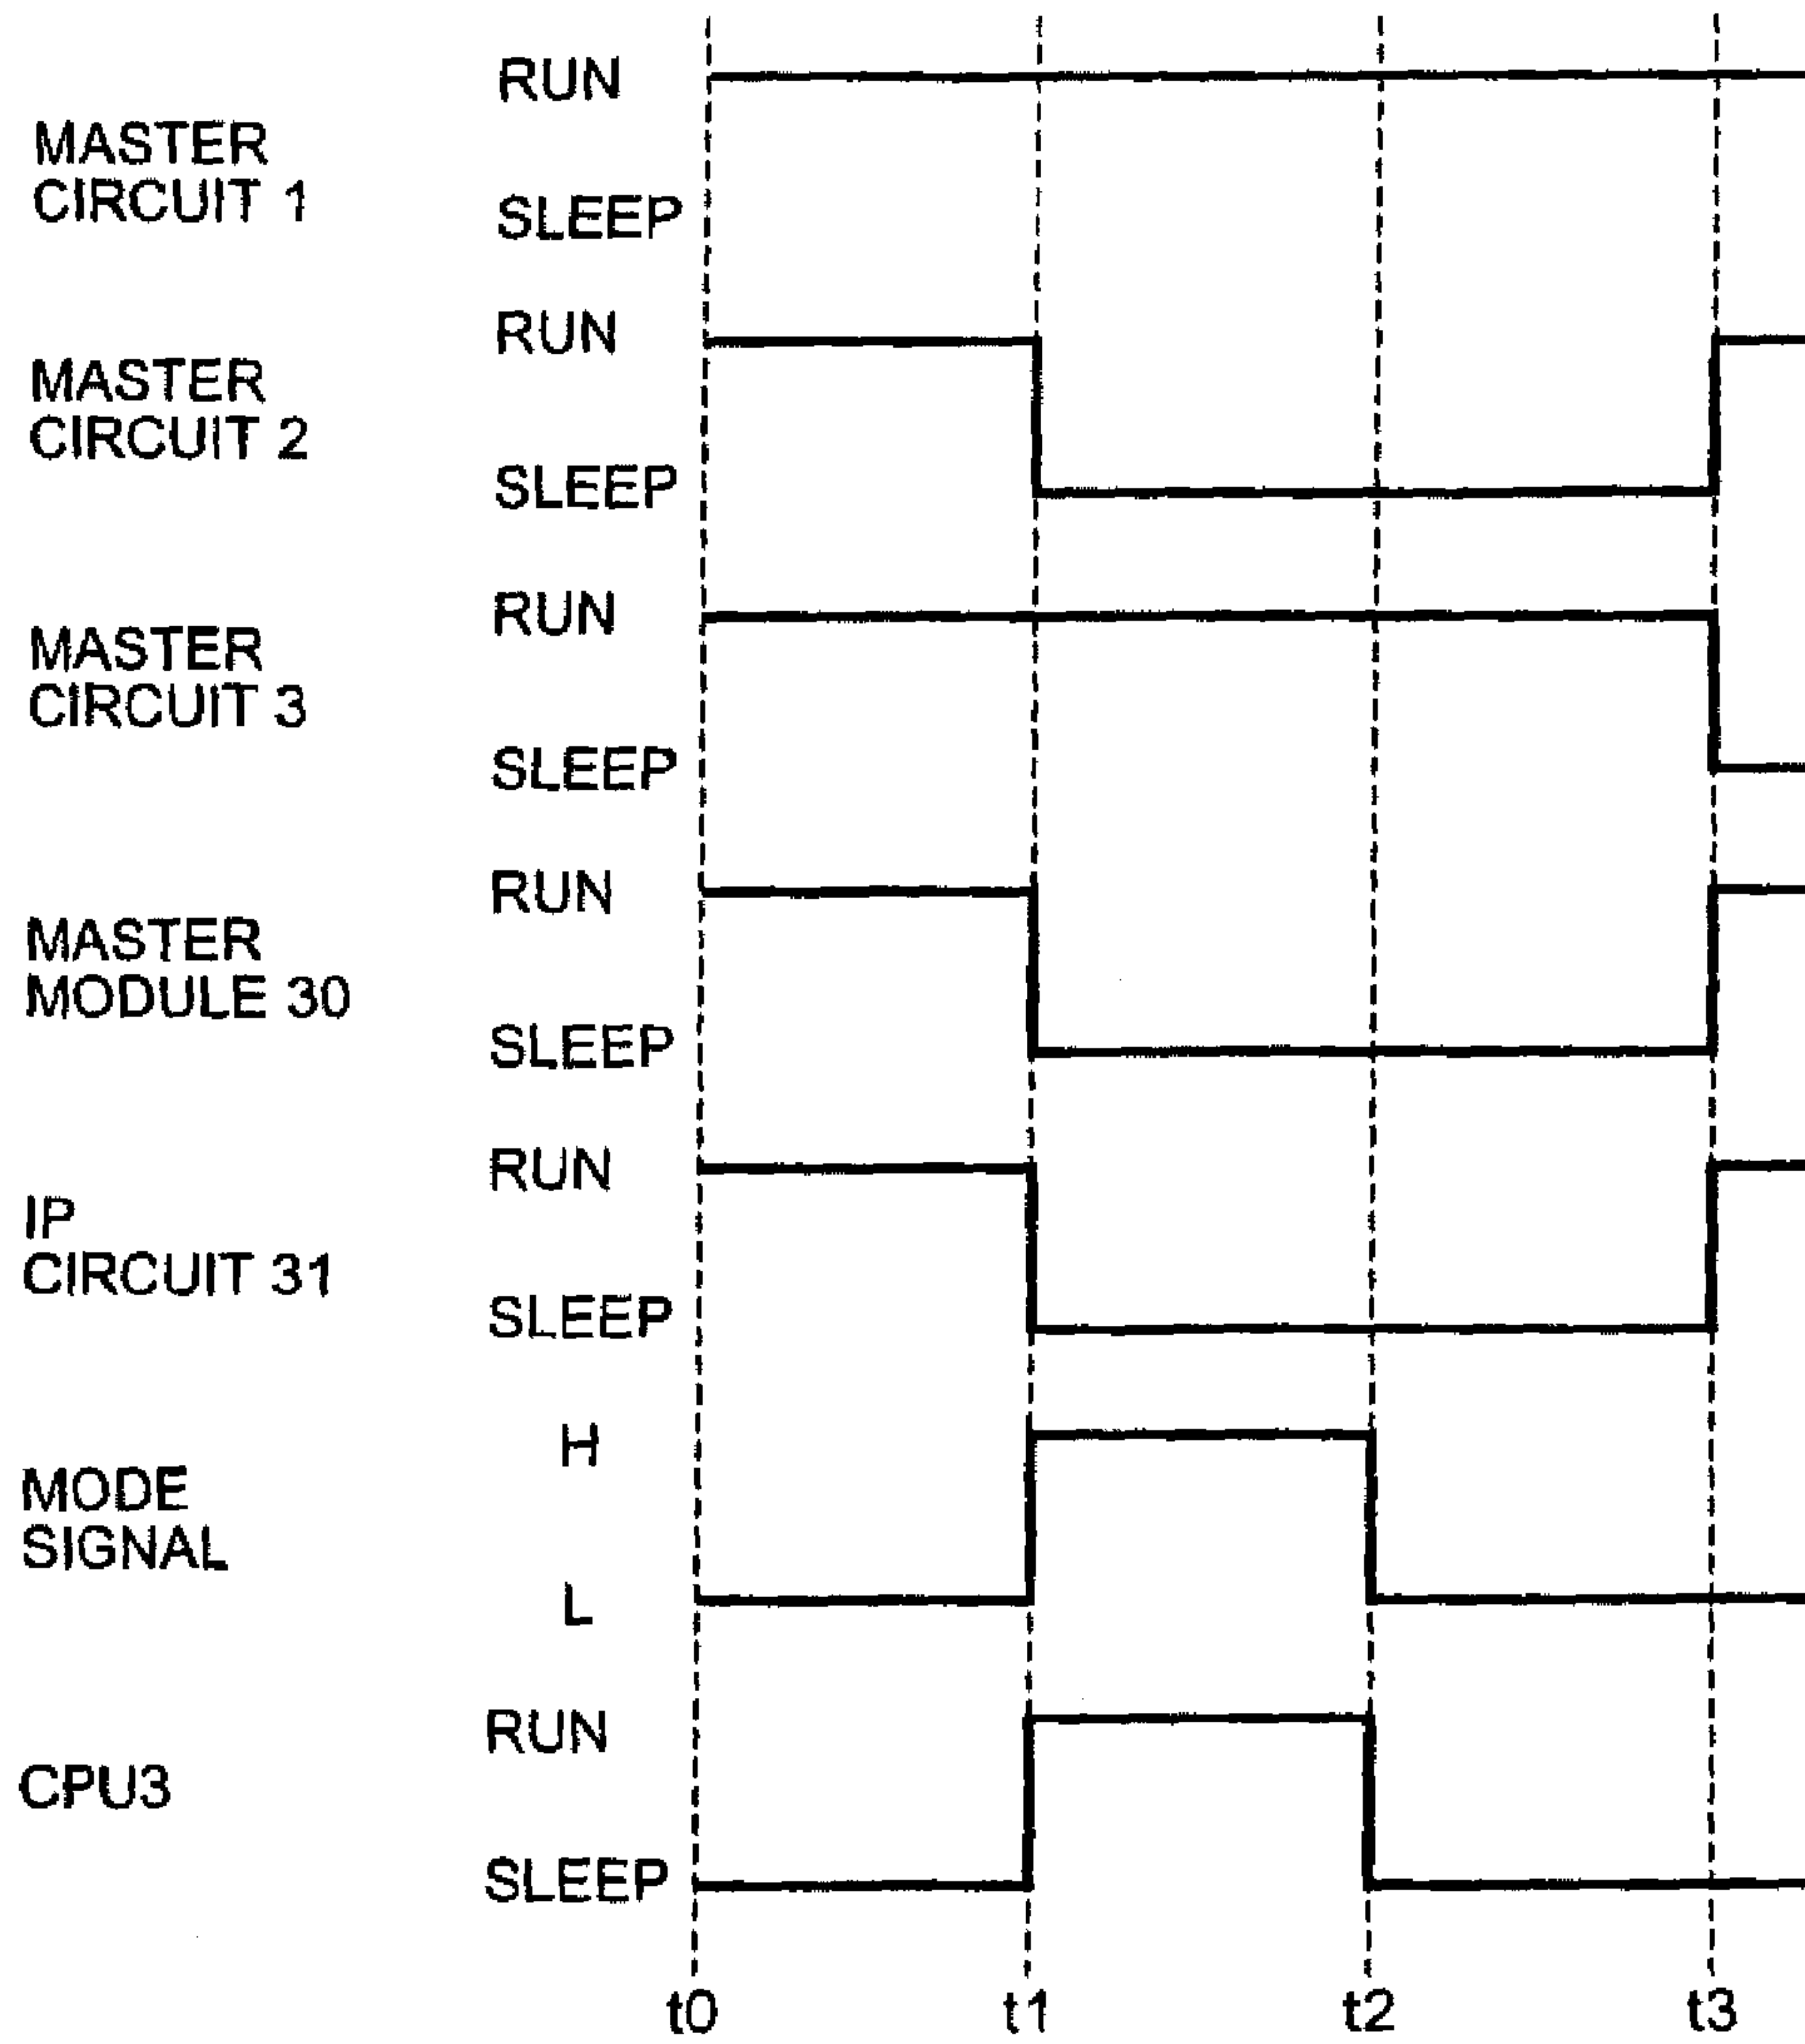 RUN
MASTER
CIRCUIT 1
SLEEP
RUN
MASTER
CIRCUIT 2
SLEEP
RUN
MASTER
CIRCUIT 3
SLEEP
RUN
MASTER
MODULE 30
SLEEP
RUN
IP
CIRCUIT 31
SLEEP
H
MODE
SIGNAL
L
RUN
CPU3
SLEEP
t0 t1 t2 t3